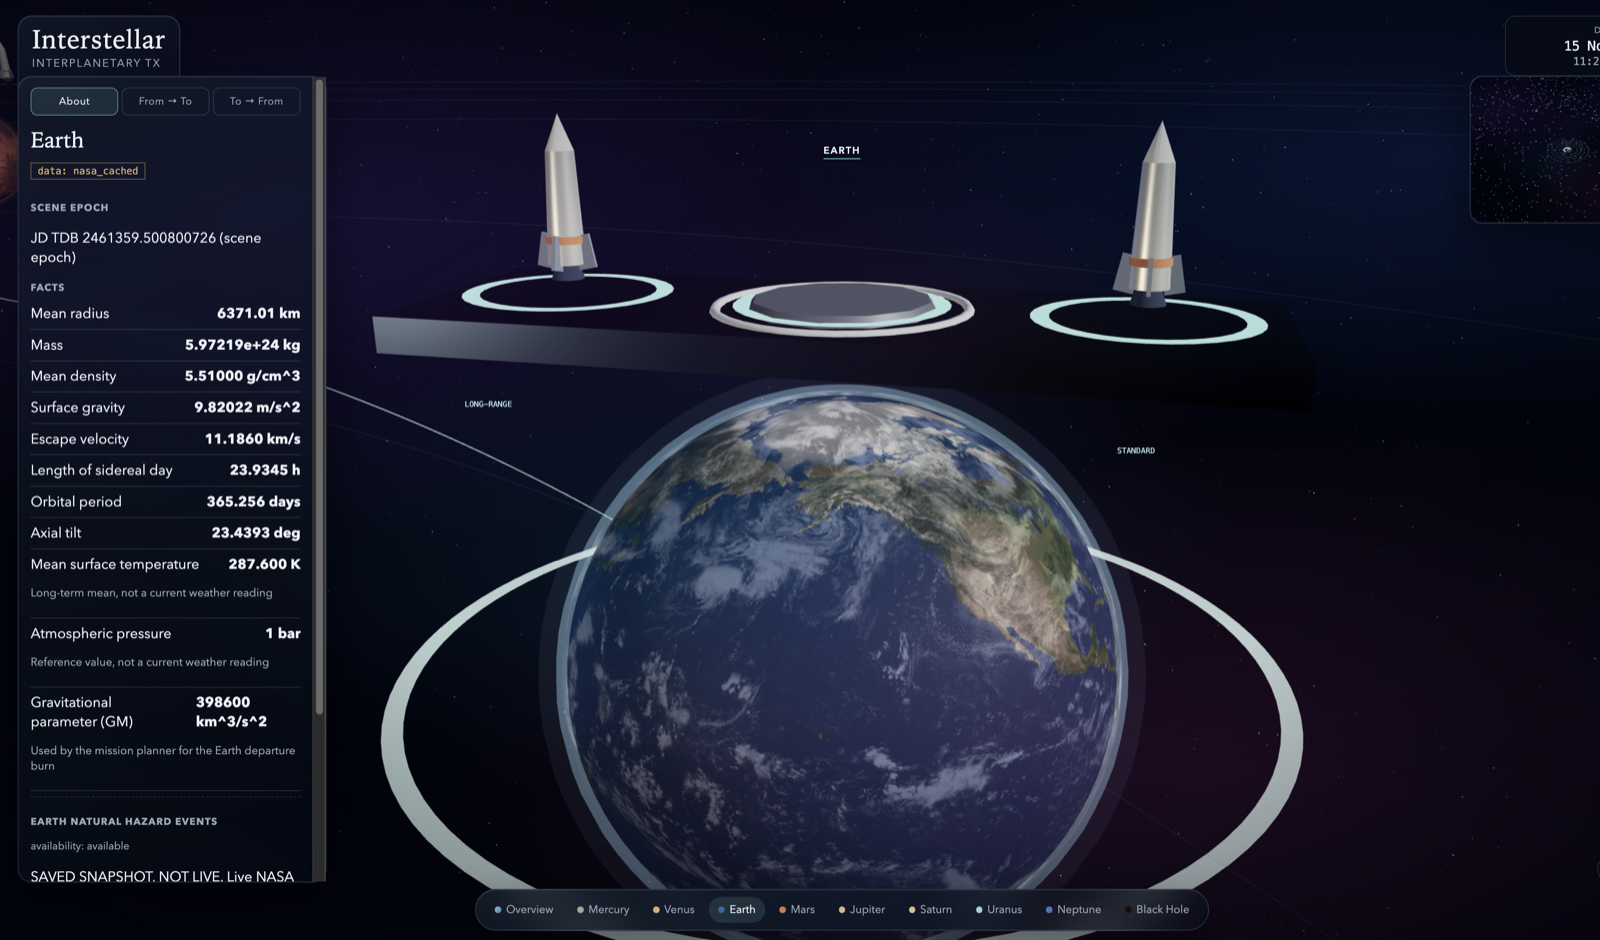 Interstellar
INTERPLANETARY TX
About
From → To
To → From
Earth
data: nasa_cached
SCENE EPOCH
JD TDB 2461359.500800726 (scene
epoch)
FACTS
Mean radius 6371.01 km
Mass 5.97219e+24 kg
Mean density 5.51000 g/cm^3
Surface gravity 9.82022 m/s^2
Escape velocity 11.1860 km/s
Length of sidereal day 23.9345 h
Orbital period 365.256 days
Axial tilt 23.4393 deg
Mean surface temperature 287.600 K
Long-term mean, not a current weather reading
Atmospheric pressure 1 bar
Reference value, not a current weather reading
Gravitational 398600
parameter (GM) km^3/s^2
Used by the mission planner for the Earth departure
burn
EARTH NATURAL HAZARD EVENTS
availability: available
SAVED SNAPSHOT. NOT LIVE. Live NASA
EARTH
LONG-RANGE
STANDARD
15 No
11:2
Overview
Mercury
Venus
Earth
Mars
Jupiter
Saturn
Uranus
Neptune
Black Hole